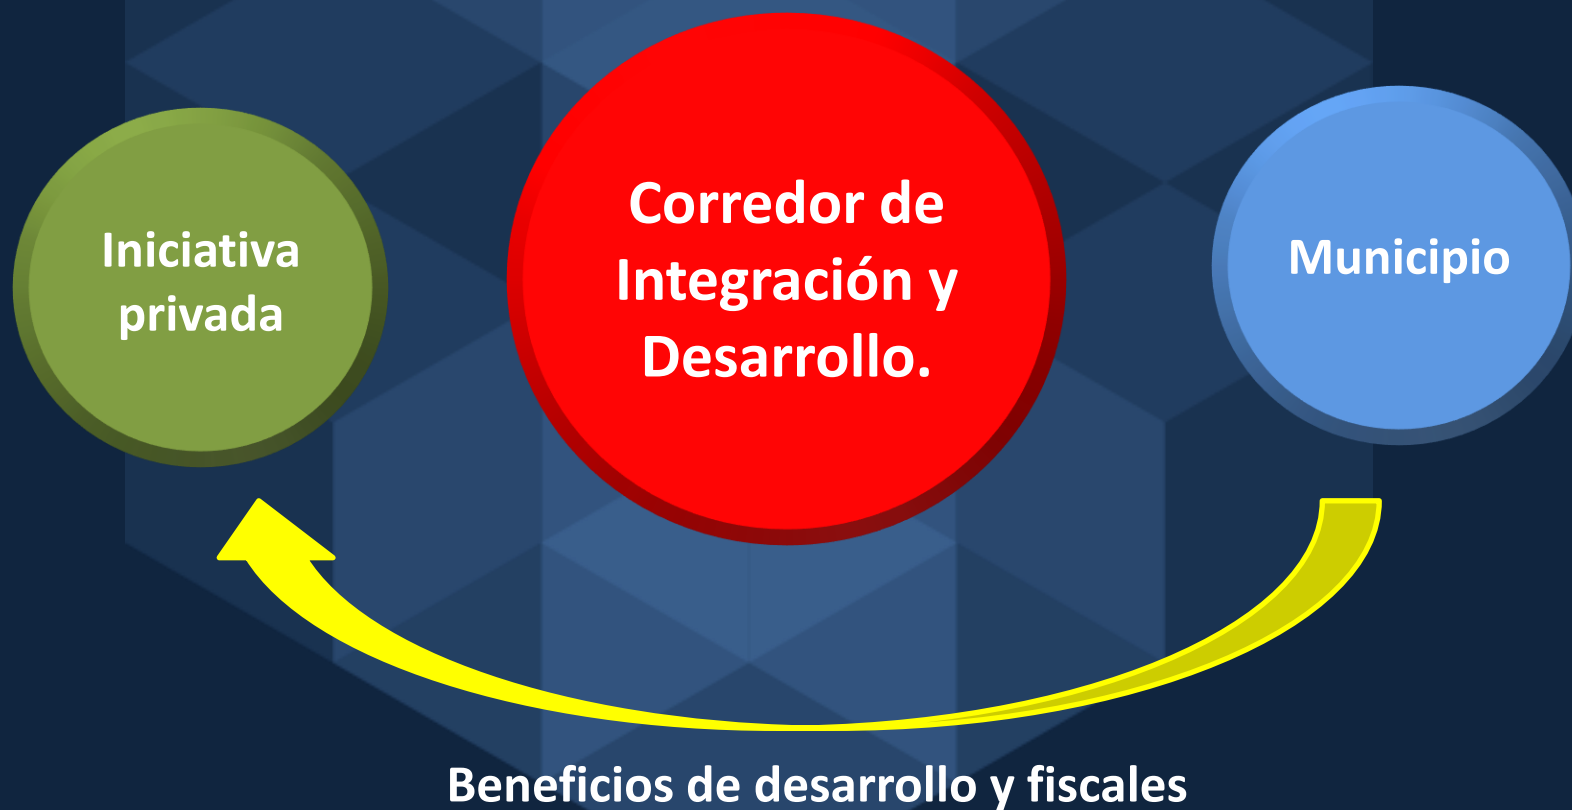 Iniciativa
privada
Corredor de
Integración y
Desarrollo.
Municipio
Beneficios de desarrollo y fiscales